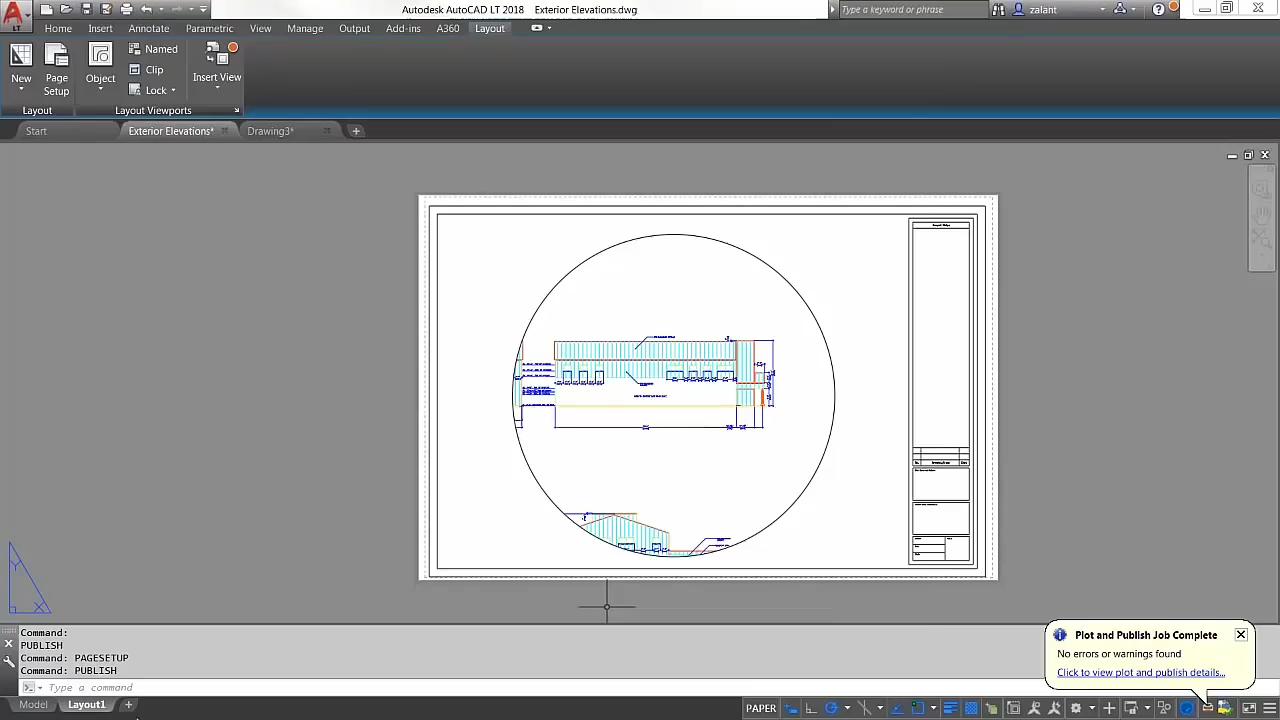 Autodesk AutoCAD LT 2018 Exterior Elevations.dwg
Type a keyword or phrase
zalant
LT
Home Insert Annotate Parametric View Manage Output Add-ins A360 Layout
New
Page Setup
Object
Named
Clip
Lock
Insert View
Layout
Layout Viewports
Start
Exterior Elevations*
Drawing3*
Y
X
Command:
PUBLISH
Command: PAGESETUP
Command: PUBLISH
Type a command
Plot and Publish Job Complete
No errors or warnings found
Click to view plot and publish details...
Model
Layout1
PAPER